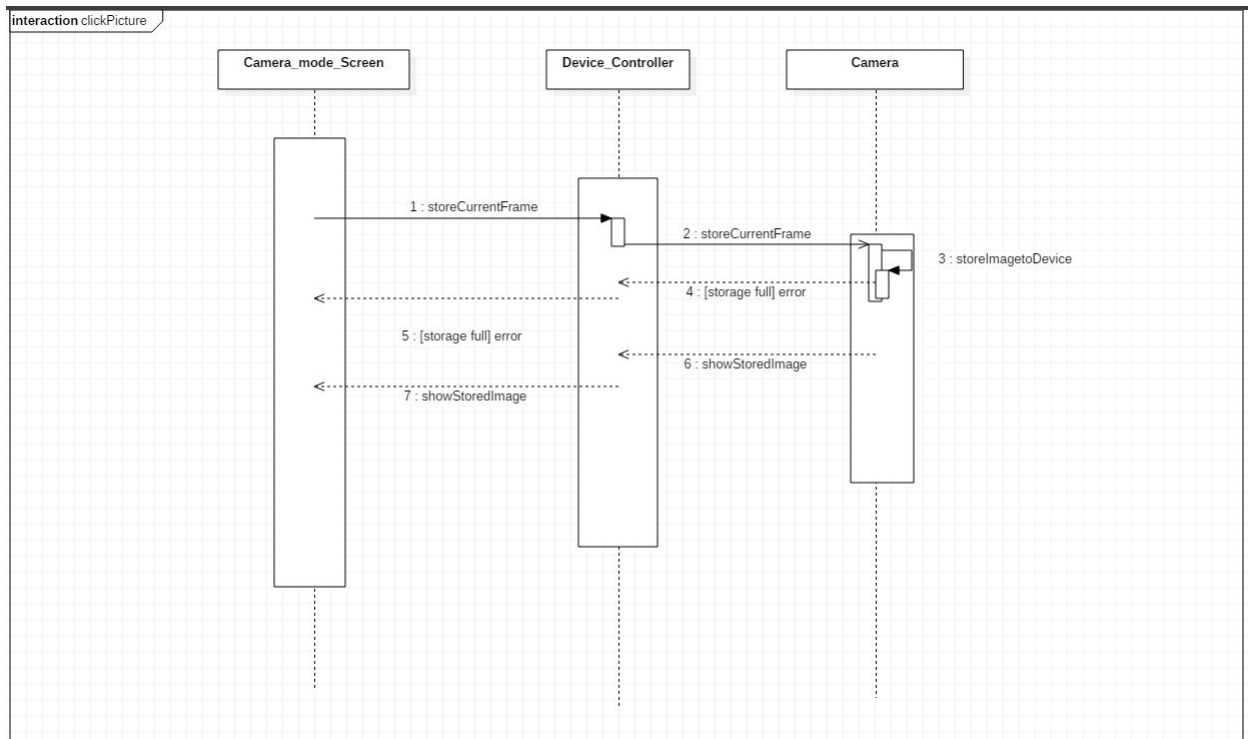 interaction clickPicture
Camera_mode_Screen
Device_Controller
Camera
1 : storeCurrentFrame
2 : storeCurrentFrame
3 : storeImagetoDevice
4 : [storage full] error
5 : [storage full] error
6 : showStoredImage
7 : showStoredImage